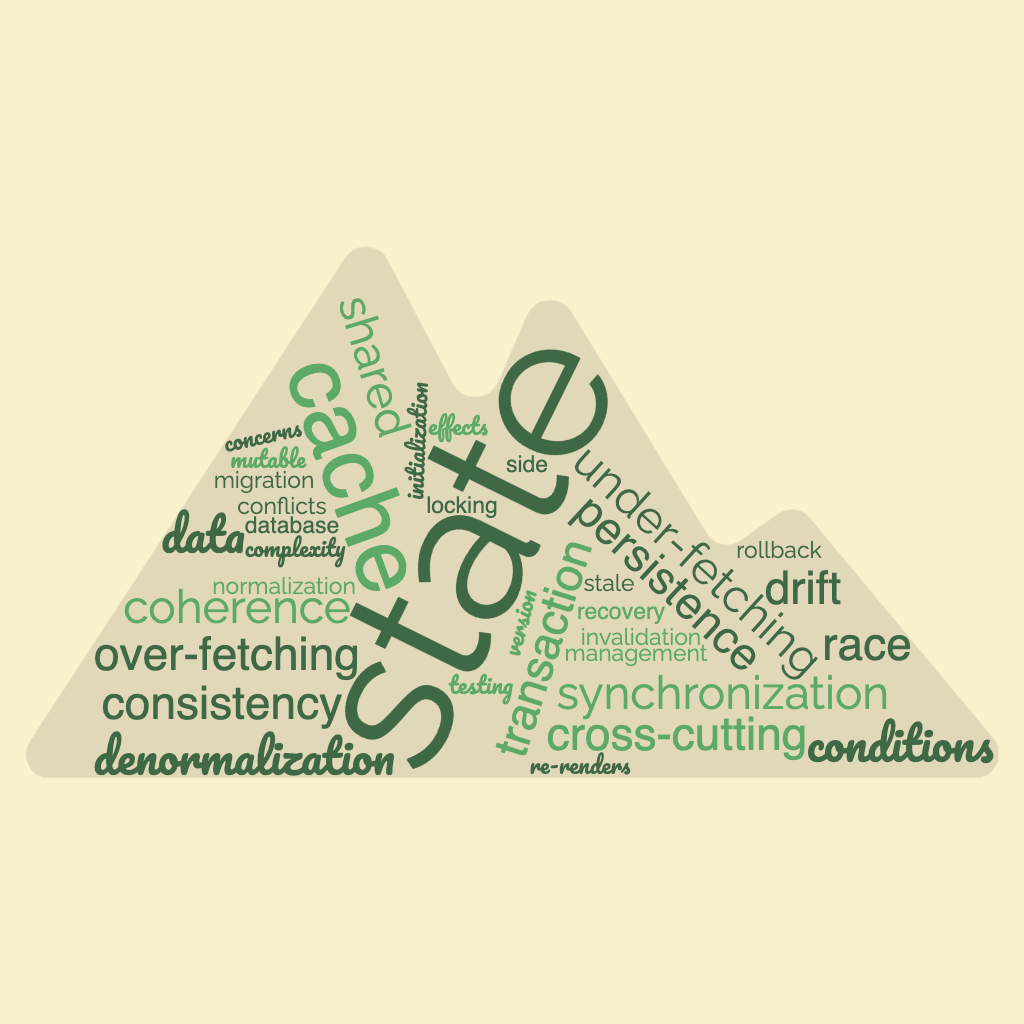 shared
cache
state
initialization
effects
concerns
mutable
side
migration
locking
conflicts
database
data
complexity
under-fetching
persistence
rollback
normalization
coherence
stale
drift
recovery
version
transaction
invalidation
management
over-fetching
race
testing
synchronization
consistency
cross-cutting
conditions
denormalization
re-renders